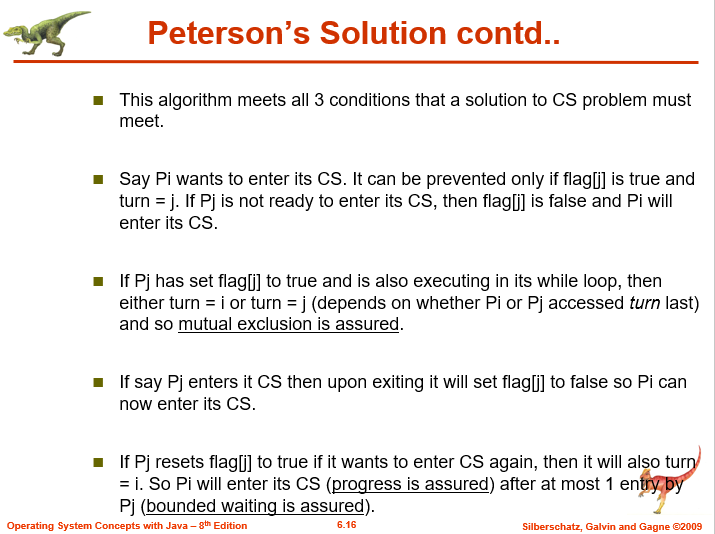 Peterson’s Solution contd..
This algorithm meets all 3 conditions that a solution to CS problem must
meet.
Say Pi wants to enter its CS. It can be prevented only if flag[j] is true and
turn = j. If Pj is not ready to enter its CS, then flag[j] is false and Pi will
enter its CS.
If Pj has set flag[j] to true and is also executing in its while loop, then
either turn = i or turn = j (depends on whether Pi or Pj accessed turn last)
and so mutual exclusion is assured.
If say Pj enters it CS then upon exiting it will set flag[j] to false so Pi can
now enter its CS.
If Pj resets flag[j] to true if it wants to enter CS again, then it will also turn
= i. So Pi will enter its CS (progress is assured) after at most 1 entry by
Pj (bounded waiting is assured).
Operating System Concepts with Java – 8th Edition
6.16
Silberschatz, Galvin and Gagne ©2009